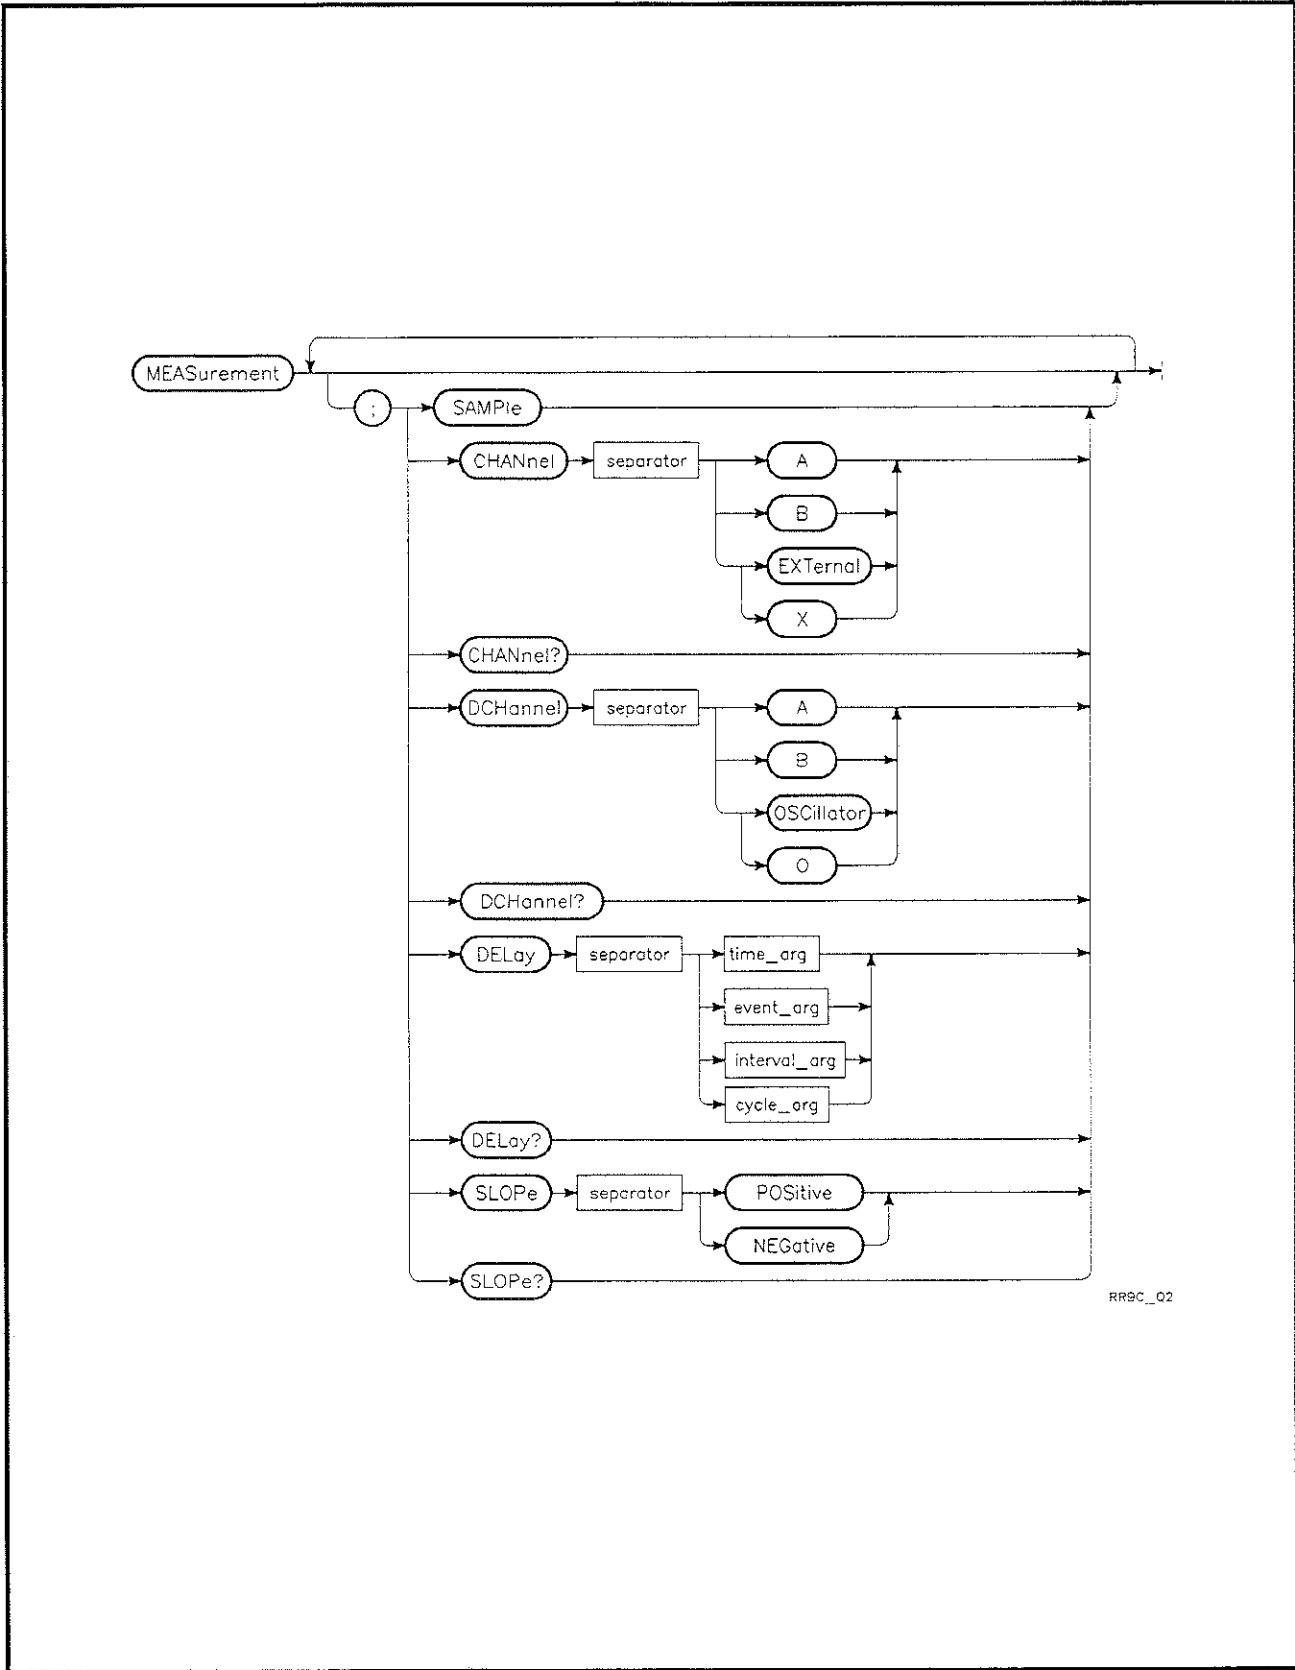 MEASurement
; SAMPle
CHANnel separator A
B
EXTernal
X
CHANnel?
DCHannel separator A
B
OSCillator
O
DCHannel?
DELay separator time_arg
event_arg
interval_arg
cycle_arg
DELay?
SLOPe separator POSitive
NEGative
SLOPe?
RR9C_Q2